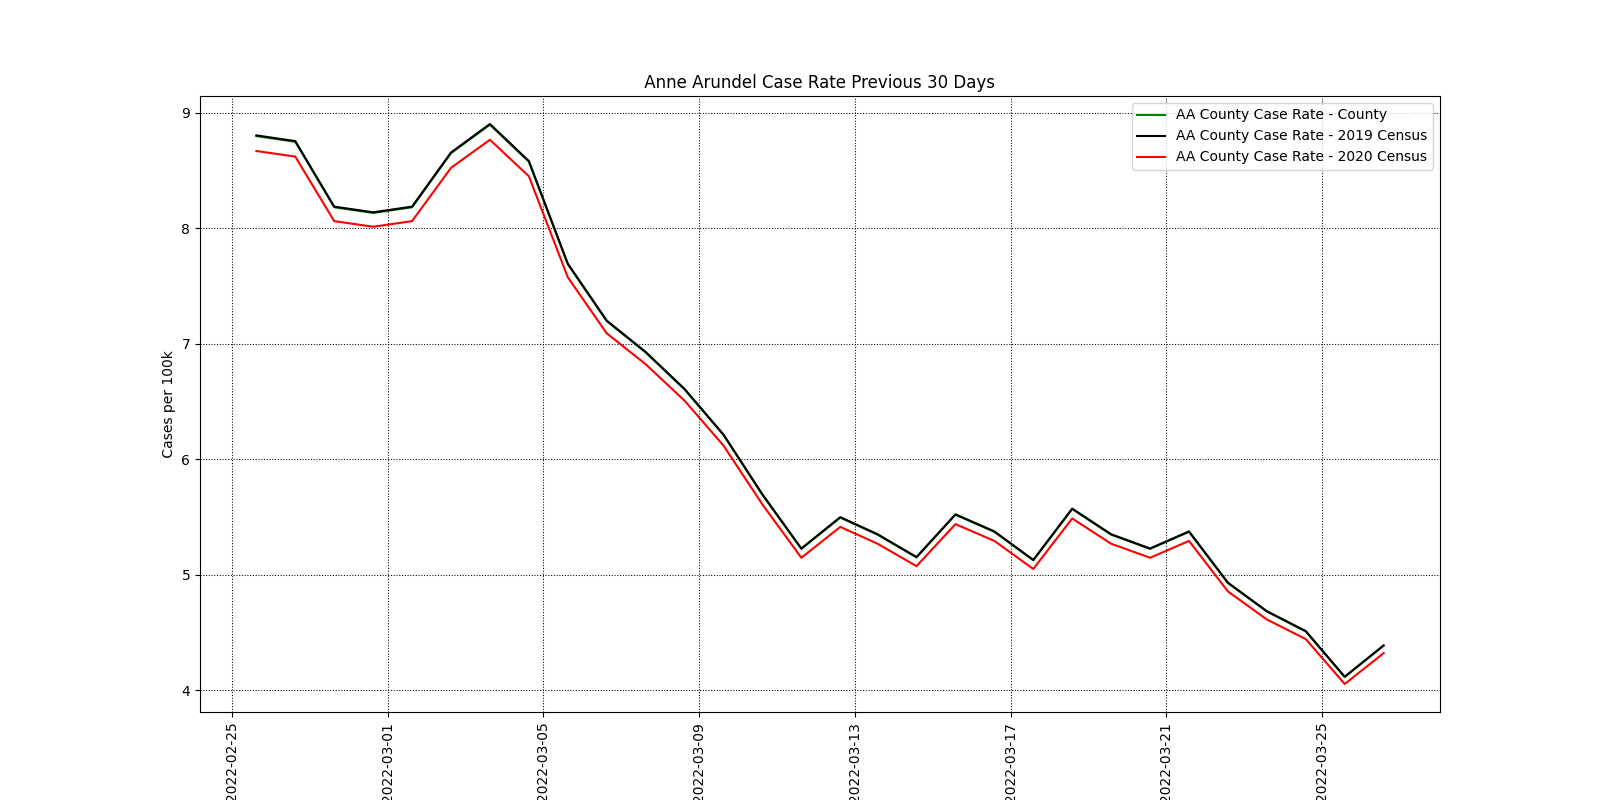 Anne Arundel Case Rate Previous 30 Days
AA County Case Rate - County
AA County Case Rate - 2019 Census
AA County Case Rate - 2020 Census
9
8
7
6
5
4
Cases per 100k
2022-02-25
2022-03-01
2022-03-05
2022-03-09
2022-03-13
2022-03-17
2022-03-21
2022-03-25